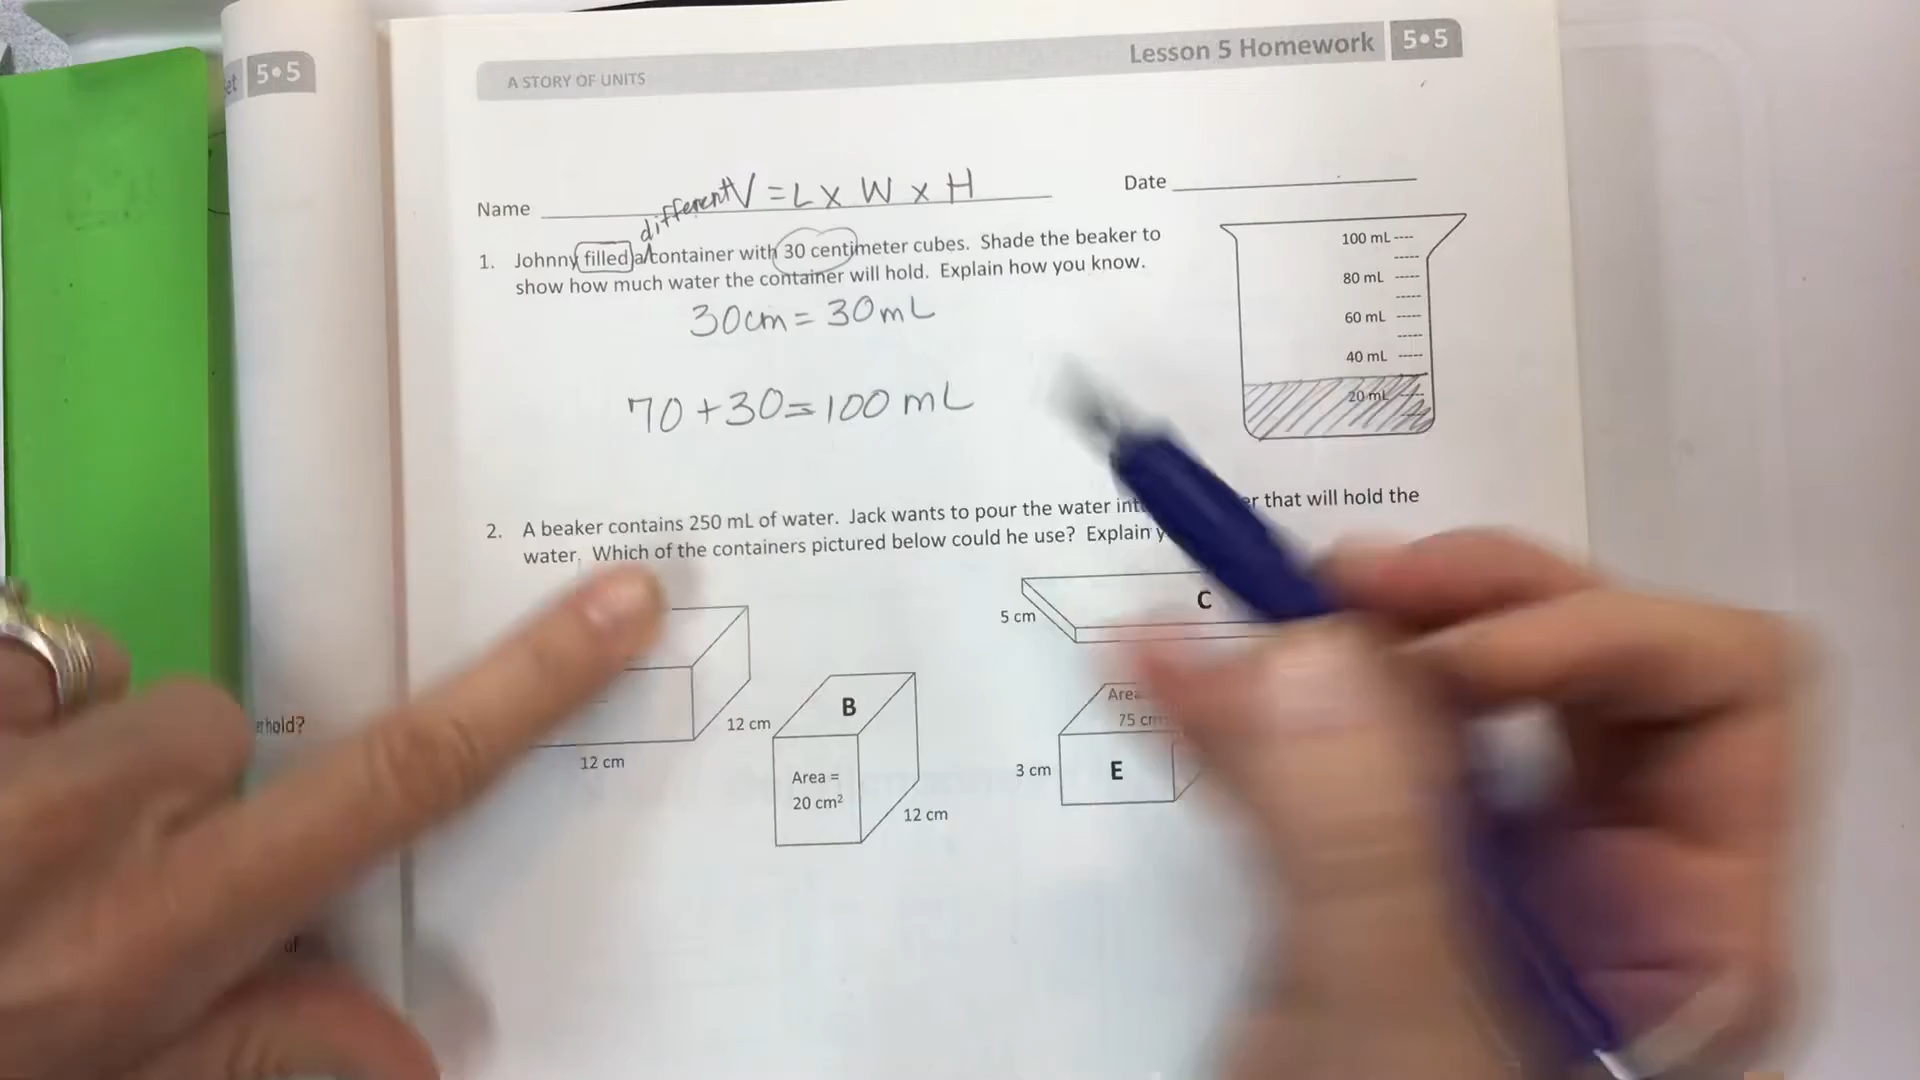 5•5
A STORY OF UNITS
Lesson 5 Homework 5•5
Name V = L x W x H
Date
different
1. Johnny filled a container with 30 centimeter cubes. Shade the beaker to
show how much water the container will hold. Explain how you know.
30cm = 30mL
70 + 30 = 100 mL
100 mL
80 mL
60 mL
40 mL
20 mL
2. A beaker contains 250 mL of water. Jack wants to pour the water that will hold the
water. Which of the containers pictured below could he use? Explain
12 cm
12 cm
B
Area =
20 cm²
12 cm
5 cm
C
75
3 cm
E
hold?
of